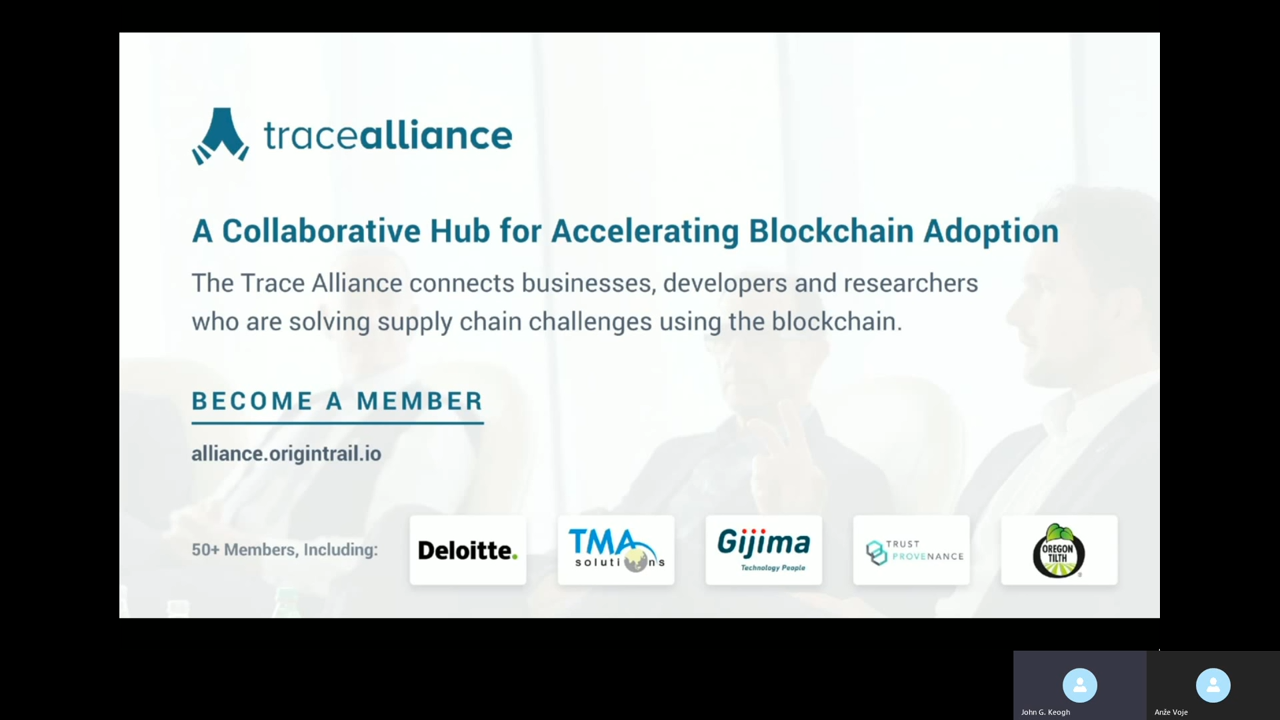 tracealliance
A Collaborative Hub for Accelerating Blockchain Adoption
The Trace Alliance connects businesses, developers and researchers
who are solving supply chain challenges using the blockchain.
BECOME A MEMBER
alliance.origintrail.io
50+ Members, Including:
Deloitte.
TMA
solutions
Gijima
Technology People
TRUST
PROVENANCE
OREGON
TILTH
®
John G. Keogh
Anže Voje